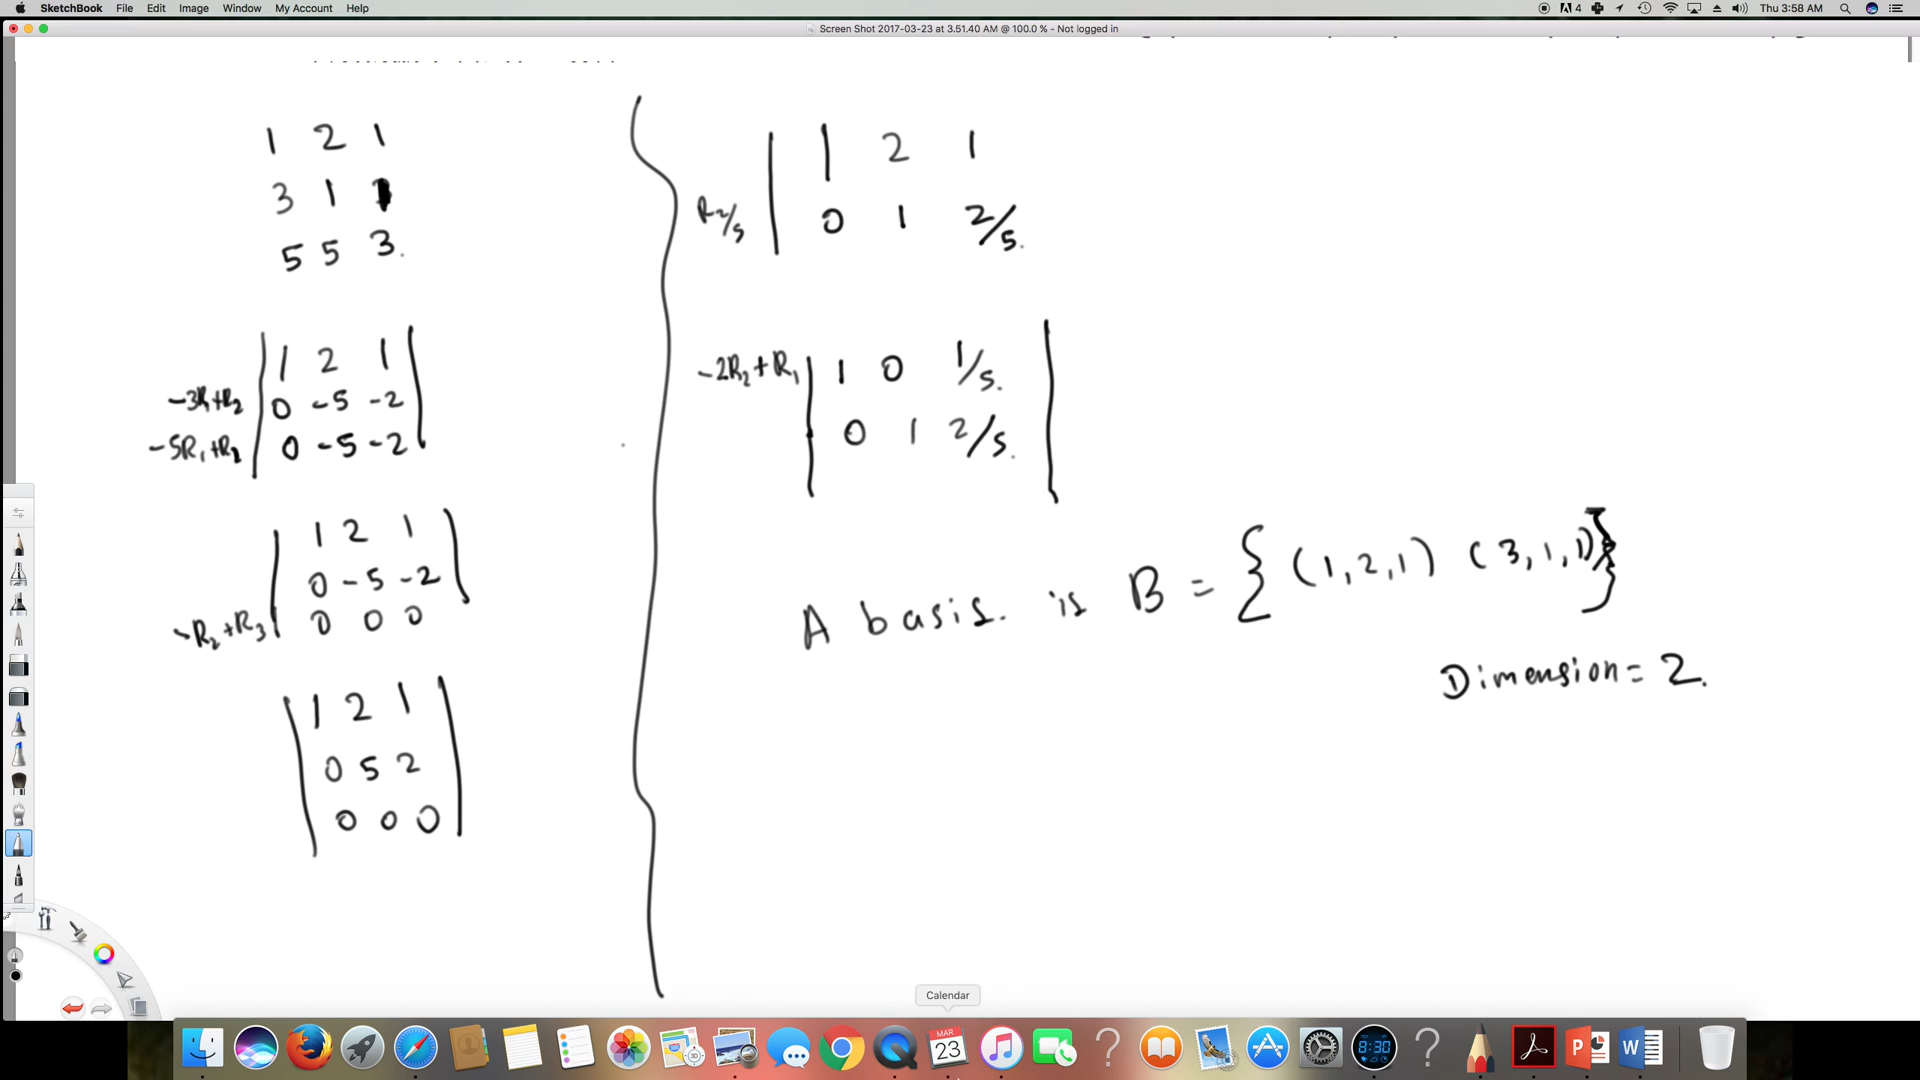 SketchBook File Edit Image Window My Account Help
4 Thu 3:58 AM
Screen Shot 2017-03-23 at 3.51.40 AM @ 100.0 % - Not logged in
1 2 1
3 1 1
5 5 3.
1 2 1
-3R1+R2 0 -5 -2
-5R1+R2 0 -5 -2
1 2 1
0 -5 -2
-R2+R3 0 0 0
1 2 1
0 5 2
0 0 0
1 2 1
R2/5 0 1 2/5.
-2R2+R1 1 0 1/5.
0 1 2/5.
A basis. is B = {(1,2,1) (3,1,1)}
Dimension = 2.
Calendar
3D
MAR
23
8:30
P
W